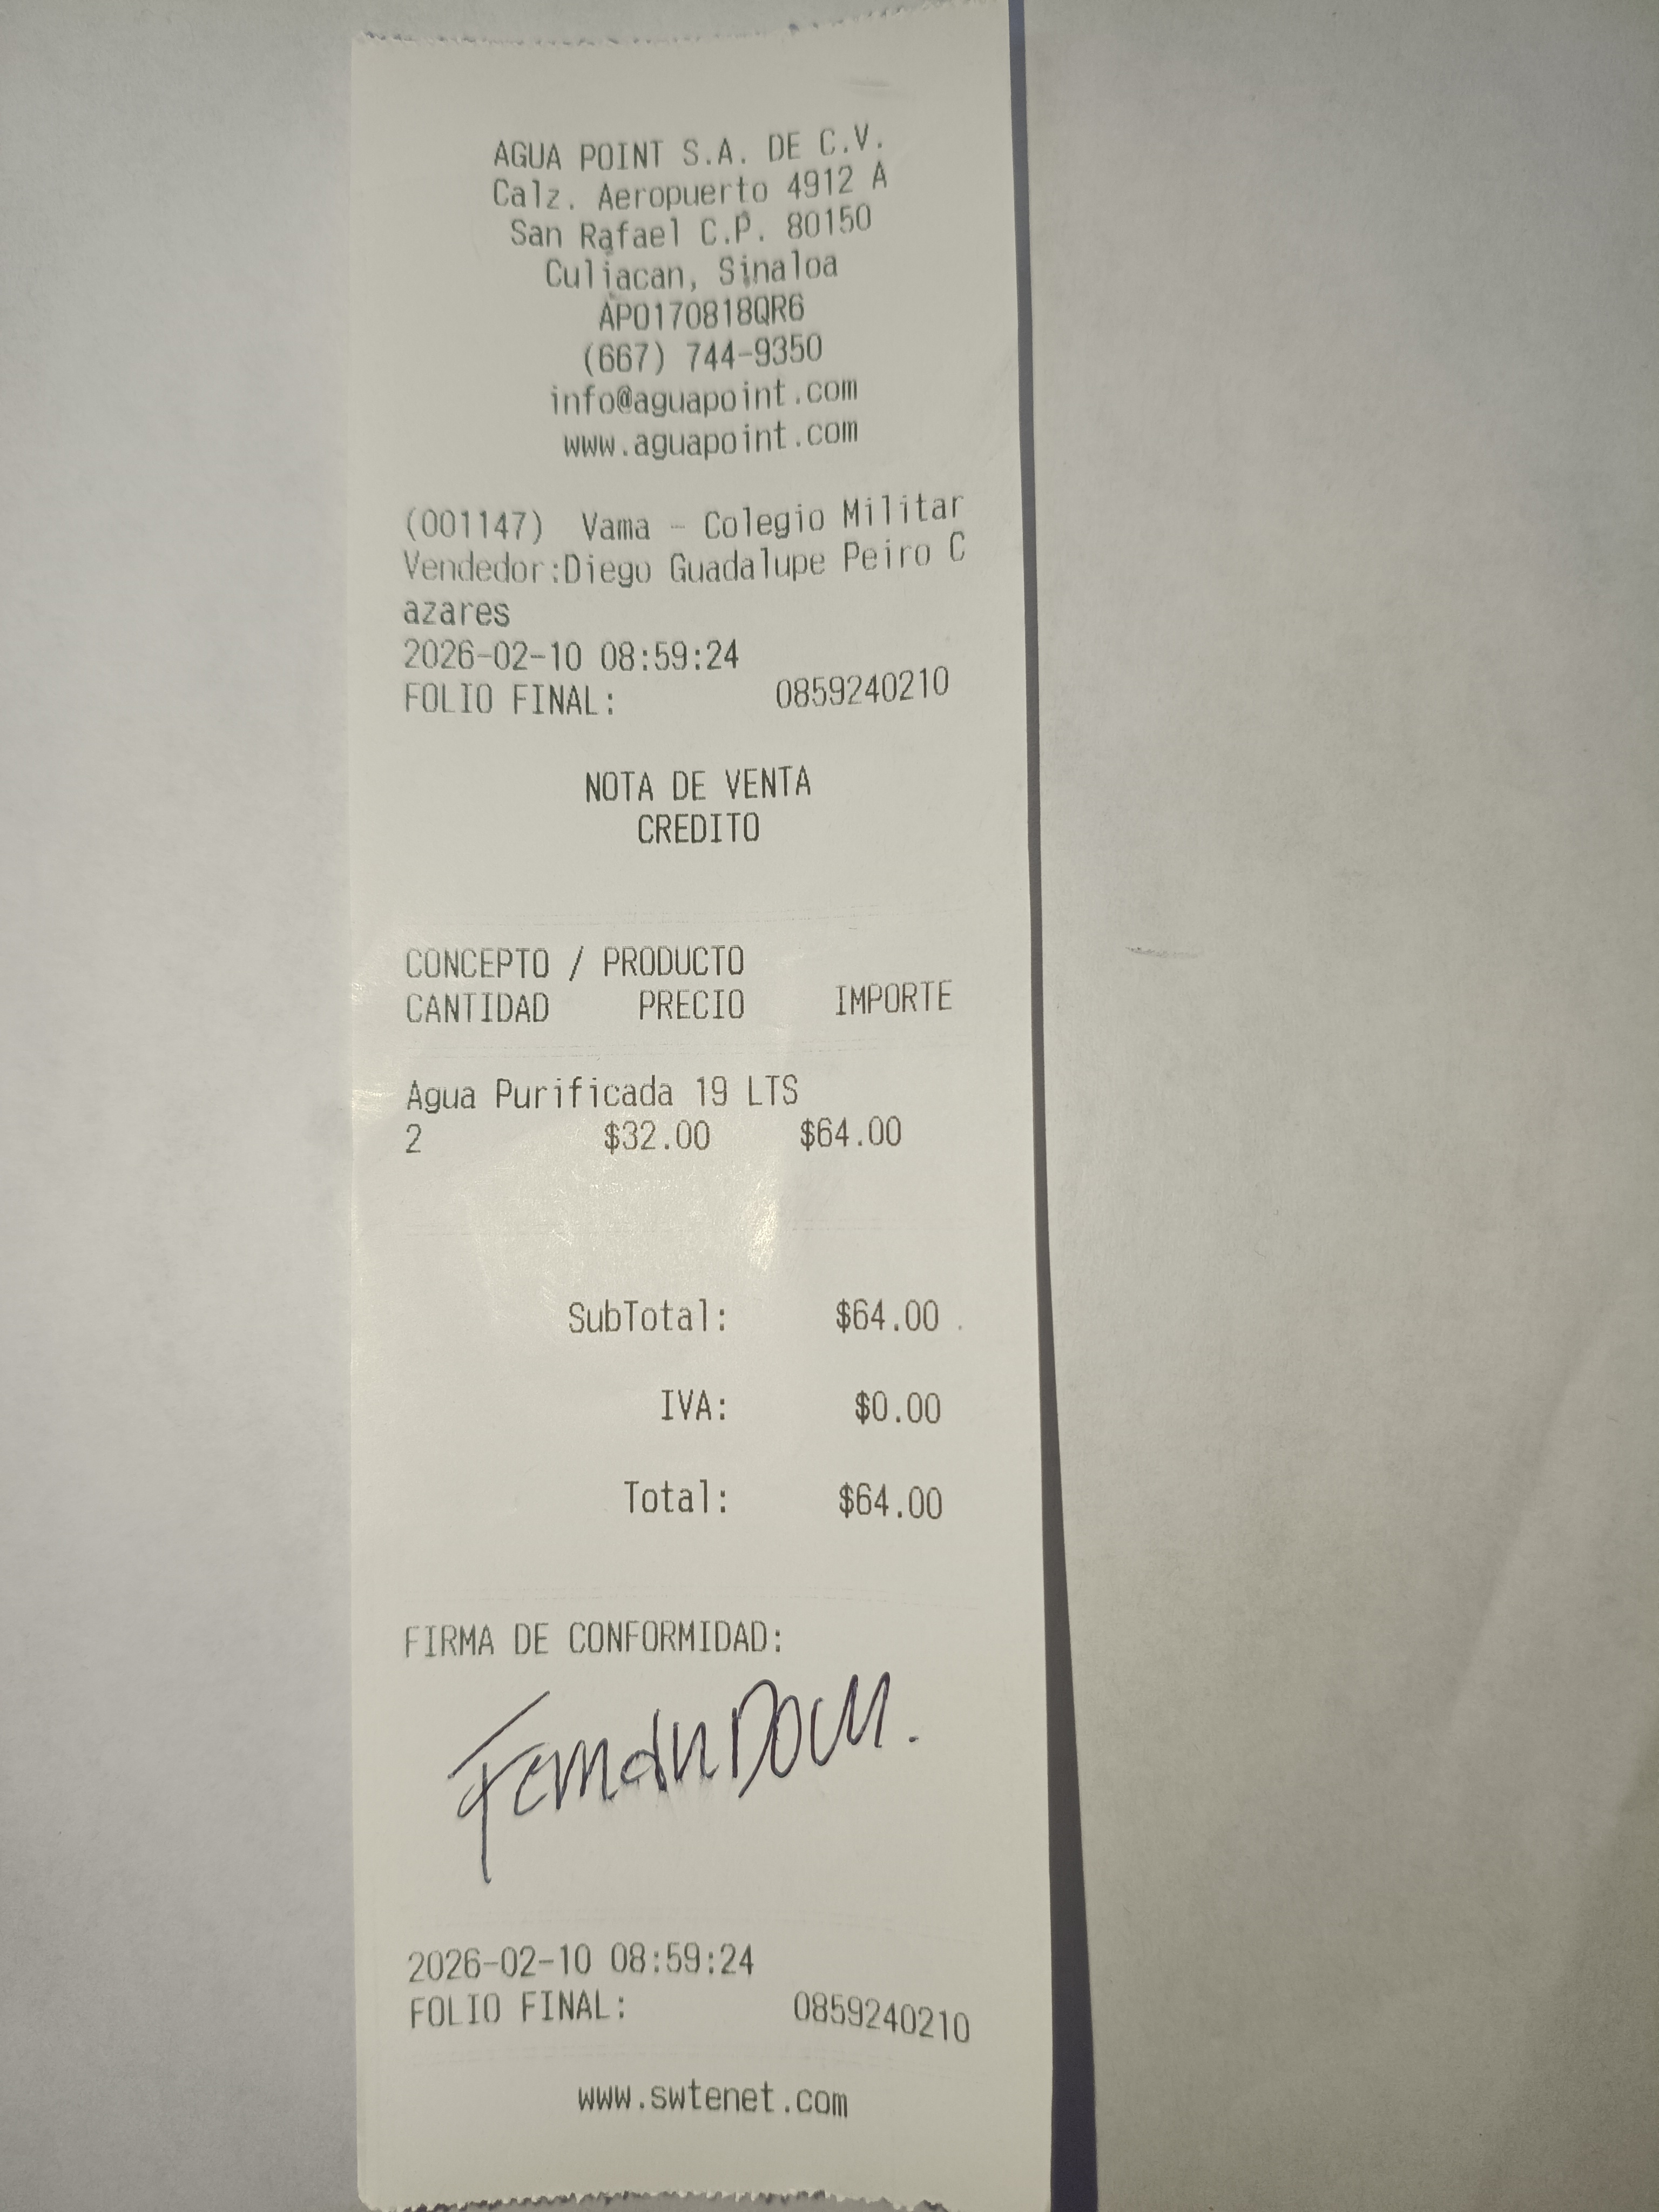 AGUA POINT S.A. DE C.V.
Calz. Aeropuerto 4912 A
San Rafael C.P. 80150
Culiacan, Sinaloa
APO170818QR6
(667) 744-9350
info@aguapoint.com
www.aguapoint.com
(001147) Vama - Colegio Militar
Vendedor:Diego Guadalupe Peiro C
azares
2026-02-10 08:59:24
FOLIO FINAL: 0859240210
NOTA DE VENTA
CREDITO
CONCEPTO / PRODUCTO
CANTIDAD PRECIO IMPORTE
Agua Purificada 19 LTS
2 $32.00 $64.00
SubTotal: $64.00
IVA: $0.00
Total: $64.00
FIRMA DE CONFORMIDAD:
2026-02-10 08:59:24
FOLIO FINAL: 0859240210
www.swtenet.com